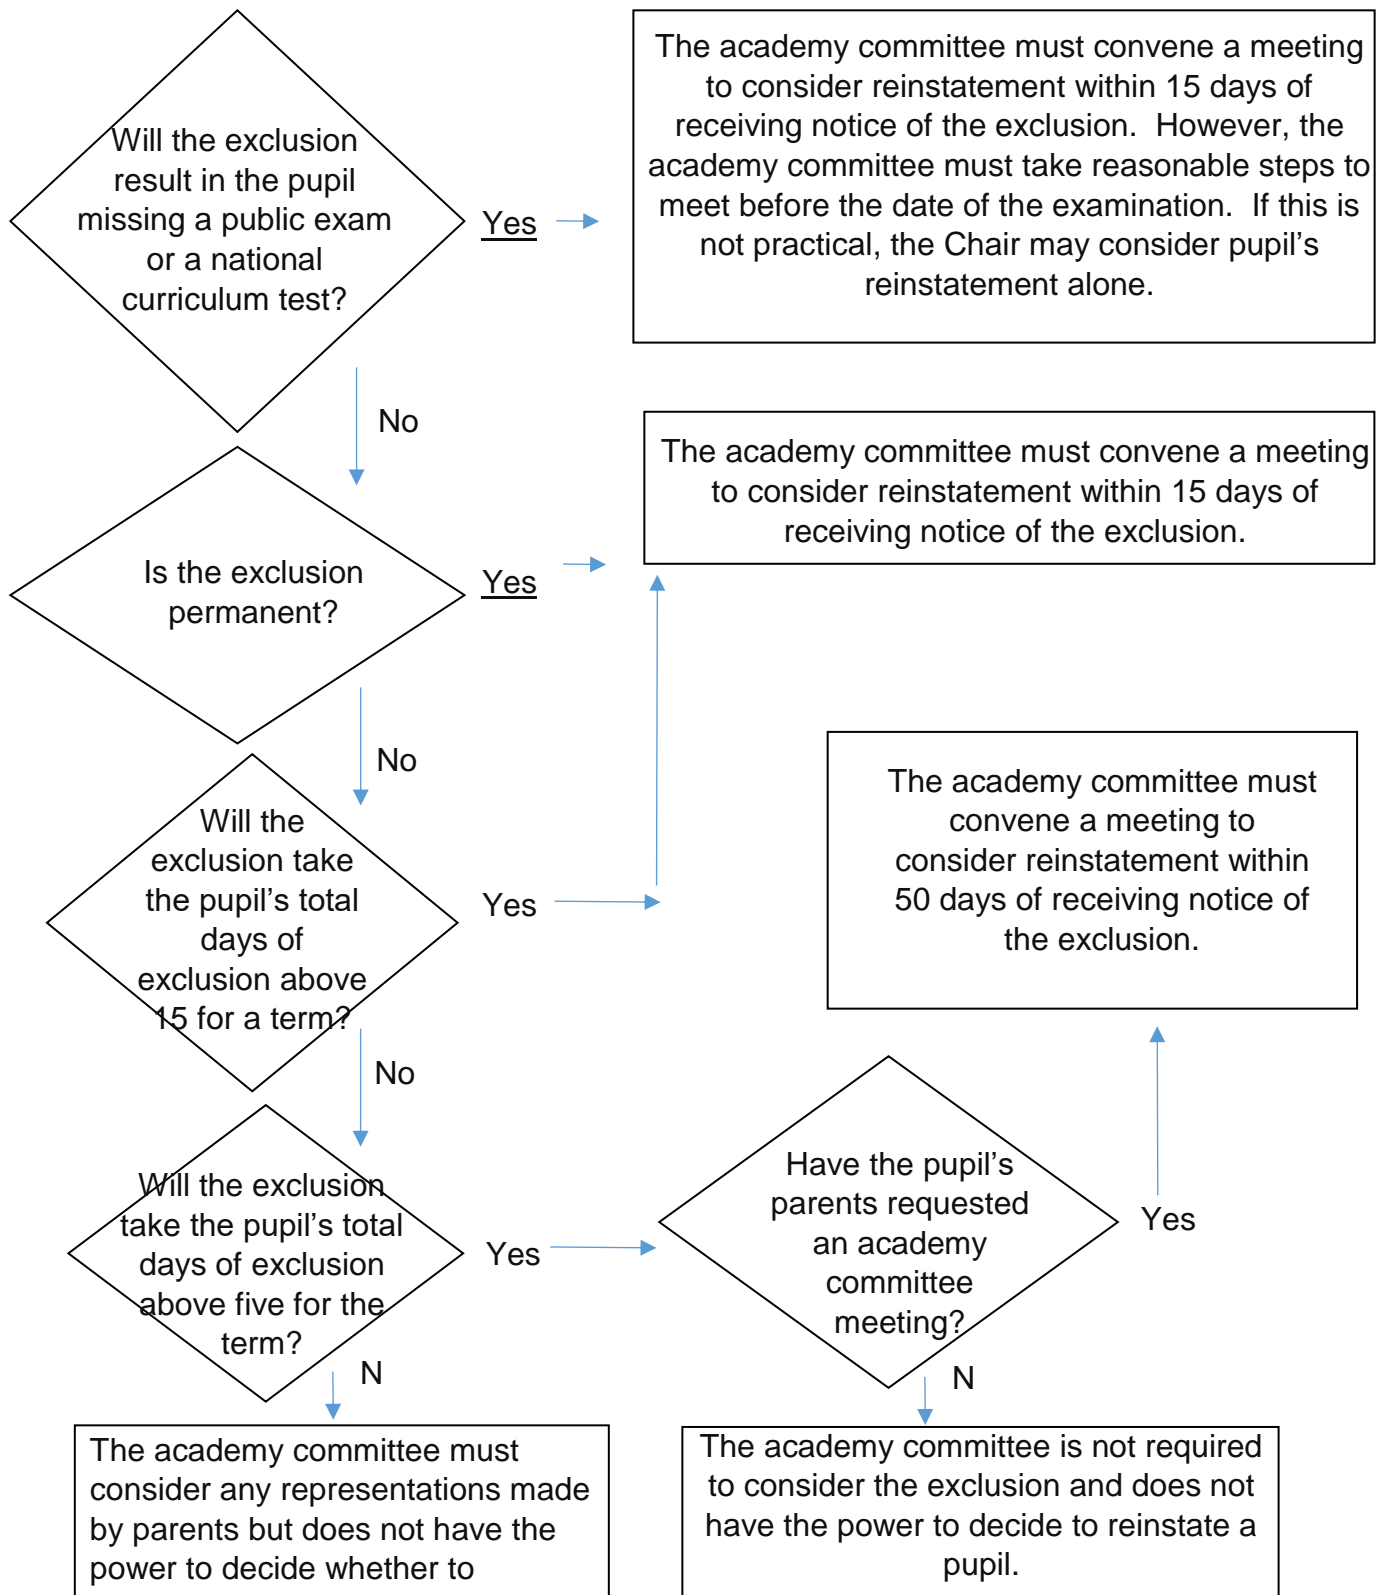 Will the exclusion
result in the pupil
missing a public exam
or a national
curriculum test?
Yes
The academy committee must convene a meeting
to consider reinstatement within 15 days of
receiving notice of the exclusion.  However, the
academy committee must take reasonable steps to
meet before the date of the examination.  If this is
not practical, the Chair may consider pupil’s
reinstatement alone.
No
Is the exclusion
permanent?
Yes
The academy committee must convene a meeting
to consider reinstatement within 15 days of
receiving notice of the exclusion.
No
Will the
exclusion take
the pupil’s total
days of
exclusion above
15 for a term?
Yes
The academy committee must
convene a meeting to
consider reinstatement within
50 days of receiving notice of
the exclusion.
No
Will the exclusion
take the pupil’s total
days of exclusion
above five for the
term?
Yes
Have the pupil’s
parents requested
an academy
committee
meeting?
Yes
N
N
The academy committee must
consider any representations made
by parents but does not have the
power to decide whether to
The academy committee is not required
to consider the exclusion and does not
have the power to decide to reinstate a
pupil.